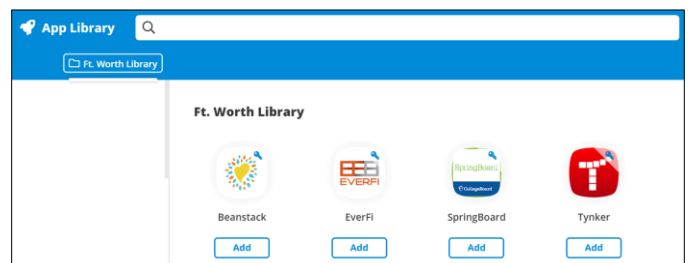 App Library
Ft. Worth Library
Ft. Worth Library
EVERFI
SpringBoard
CollegeBoard
Beanstack
EverFi
SpringBoard
Tynker
Add
Add
Add
Add